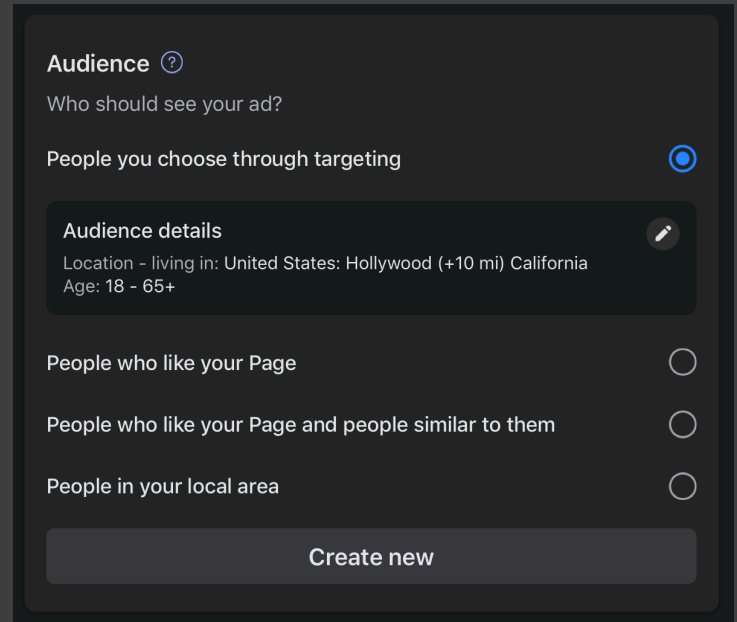 Audience ?
Who should see your ad?
People you choose through targeting
Audience details
Location - living in: United States: Hollywood (+10 mi) California
Age: 18 - 65+
People who like your Page
People who like your Page and people similar to them
People in your local area
Create new